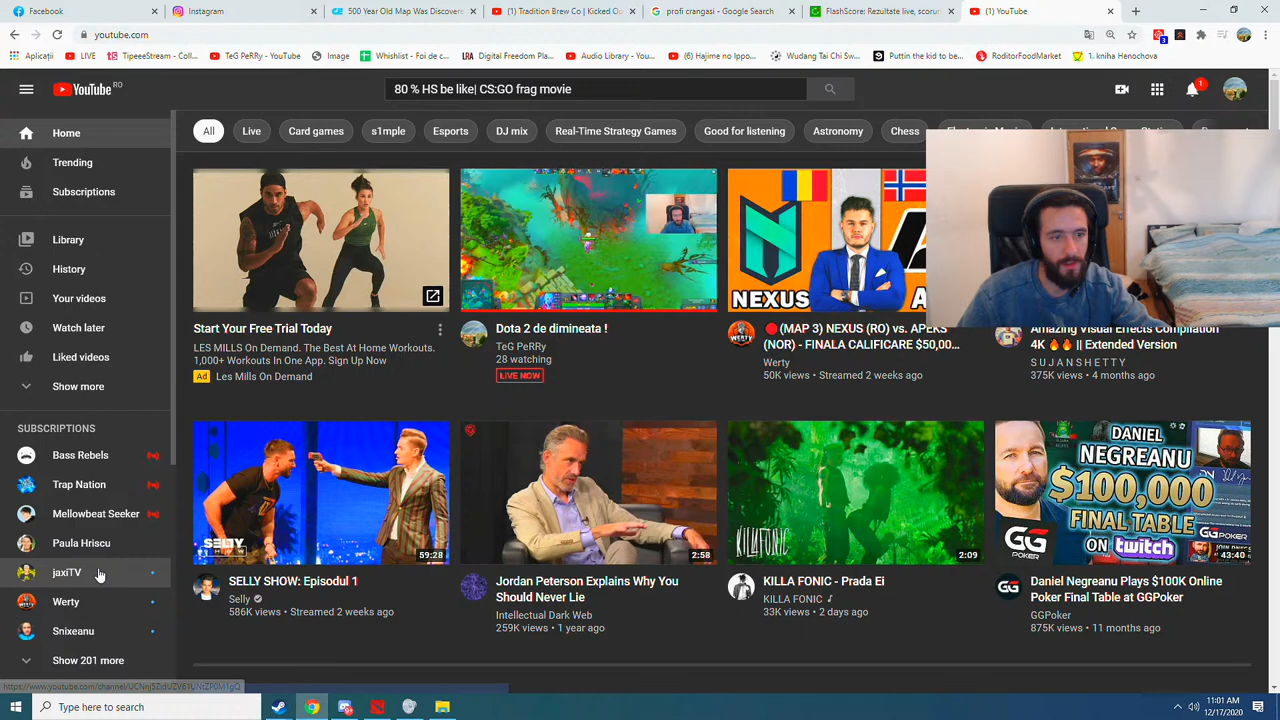 Facebook
Instagram
500 Year Old Map Was Discovere
(1) Tradition Brew Co | Kicked Ou
profi crangasi - Google Search
FlashScore: Rezultate live, scoruri
(1) YouTube
youtube.com
3
Aplicații
LIVE
TipeeeStream - Coll...
TeG PeRRy - YouTube
Image
Whishlist - Foi de c...
LRA Digital Freedom Pla...
Audio Library - You...
(6) Hajime no Ippo...
Wudang Tai Chi Sw...
Puttin the kid to be...
RoditorFoodMarket
1. kniha Henochova
YouTube RO
80 % HS be like| CS:GO frag movie
1
Home
Trending
Subscriptions
Library
History
Your videos
Watch later
Liked videos
Show more
SUBSCRIPTIONS
Bass Rebels
Trap Nation
Mellowbeat Seeker
Paula Hriscu
jaxiTV
Werty
Snixeanu
Show 201 more
All
Live
Card games
s1mple
Esports
DJ mix
Real-Time Strategy Games
Good for listening
Astronomy
Chess
Start Your Free Trial Today
LES MILLS On Demand. The Best At Home Workouts.
1,000+ Workouts In One App. Sign Up Now
Ad Les Mills On Demand
Dota 2 de dimineata !
TeG PeRRy
28 watching
LIVE NOW
NEXUS
A
(MAP 3) NEXUS (RO) vs. APEKS
(NOR) - FINALA CALIFICARE $50,00...
Werty
50K views • Streamed 2 weeks ago
Amazing Visual Effects Compilation
4K || Extended Version
S U J A N S H E T T Y
375K views • 4 months ago
SELLY SHOW
59:28
SELLY SHOW: Episodul 1
Selly
586K views • Streamed 2 weeks ago
2:58
Jordan Peterson Explains Why You
Should Never Lie
Intellectual Dark Web
259K views • 1 year ago
KILLA FONIC
2:09
KILLA FONIC - Prada Ei
KILLA FONIC
33K views • 2 days ago
DANIEL
NEGREANU
$100,000
FINAL TABLE
ON twitch
GG
POKER
43:40
Daniel Negreanu Plays $100K Online
Poker Final Table at GGPoker
GGPoker
875K views • 11 months ago
Type here to search
11:01 AM
12/17/2020